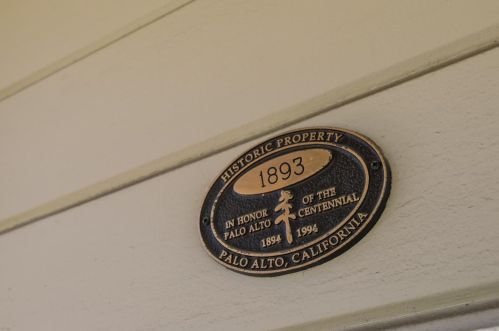 HISTORIC PROPERTY
1893
IN HONOR OF THE
PALO ALTO CENTENNIAL
1894 1994
PALO ALTO, CALIFORNIA